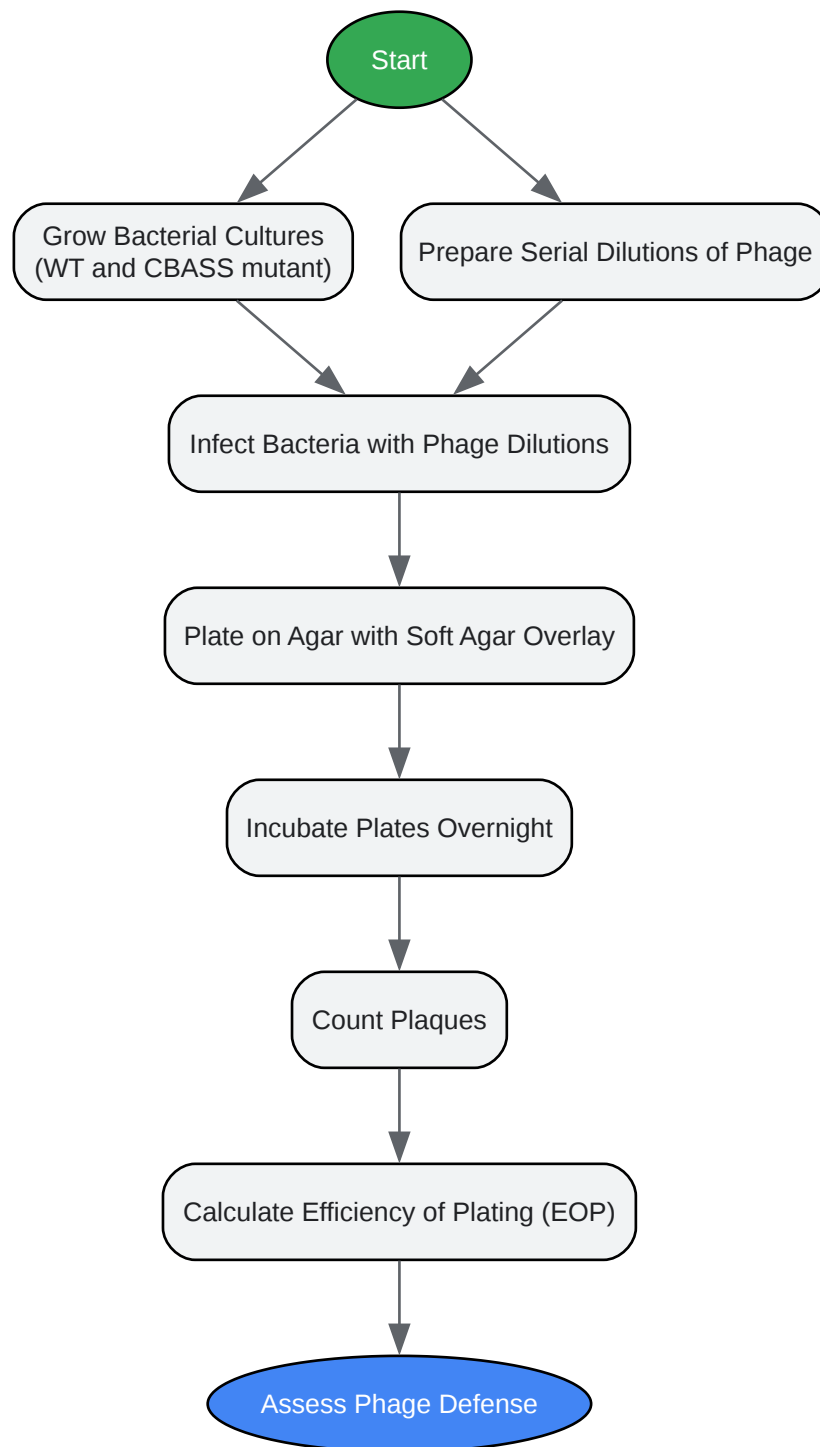 Start
Grow Bacterial Cultures
(WT and CBASS mutant)
Prepare Serial Dilutions of Phage
Infect Bacteria with Phage Dilutions
Plate on Agar with Soft Agar Overlay
Incubate Plates Overnight
Count Plaques
Calculate Efficiency of Plating (EOP)
Assess Phage Defense